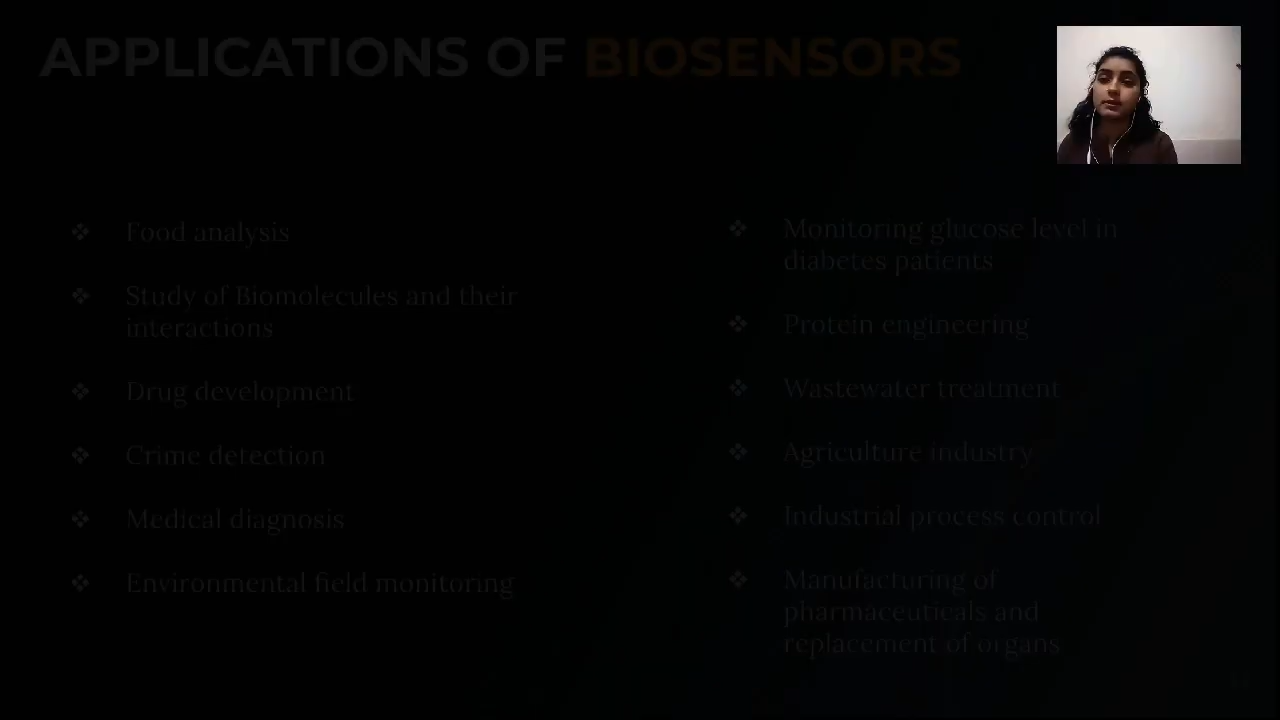 APPLICATIONS OF BIOSENSORS
❖ Food analysis
❖ Study of Biomolecules and their
interactions
❖ Drug development
❖ Crime detection
❖ Medical diagnosis
❖ Environmental field monitoring
❖ Monitoring glucose level in
diabetes patients
❖ Protein engineering
❖ Wastewater treatment
❖ Agriculture industry
❖ Industrial process control
❖ Manufacturing of
pharmaceuticals and
replacement of organs